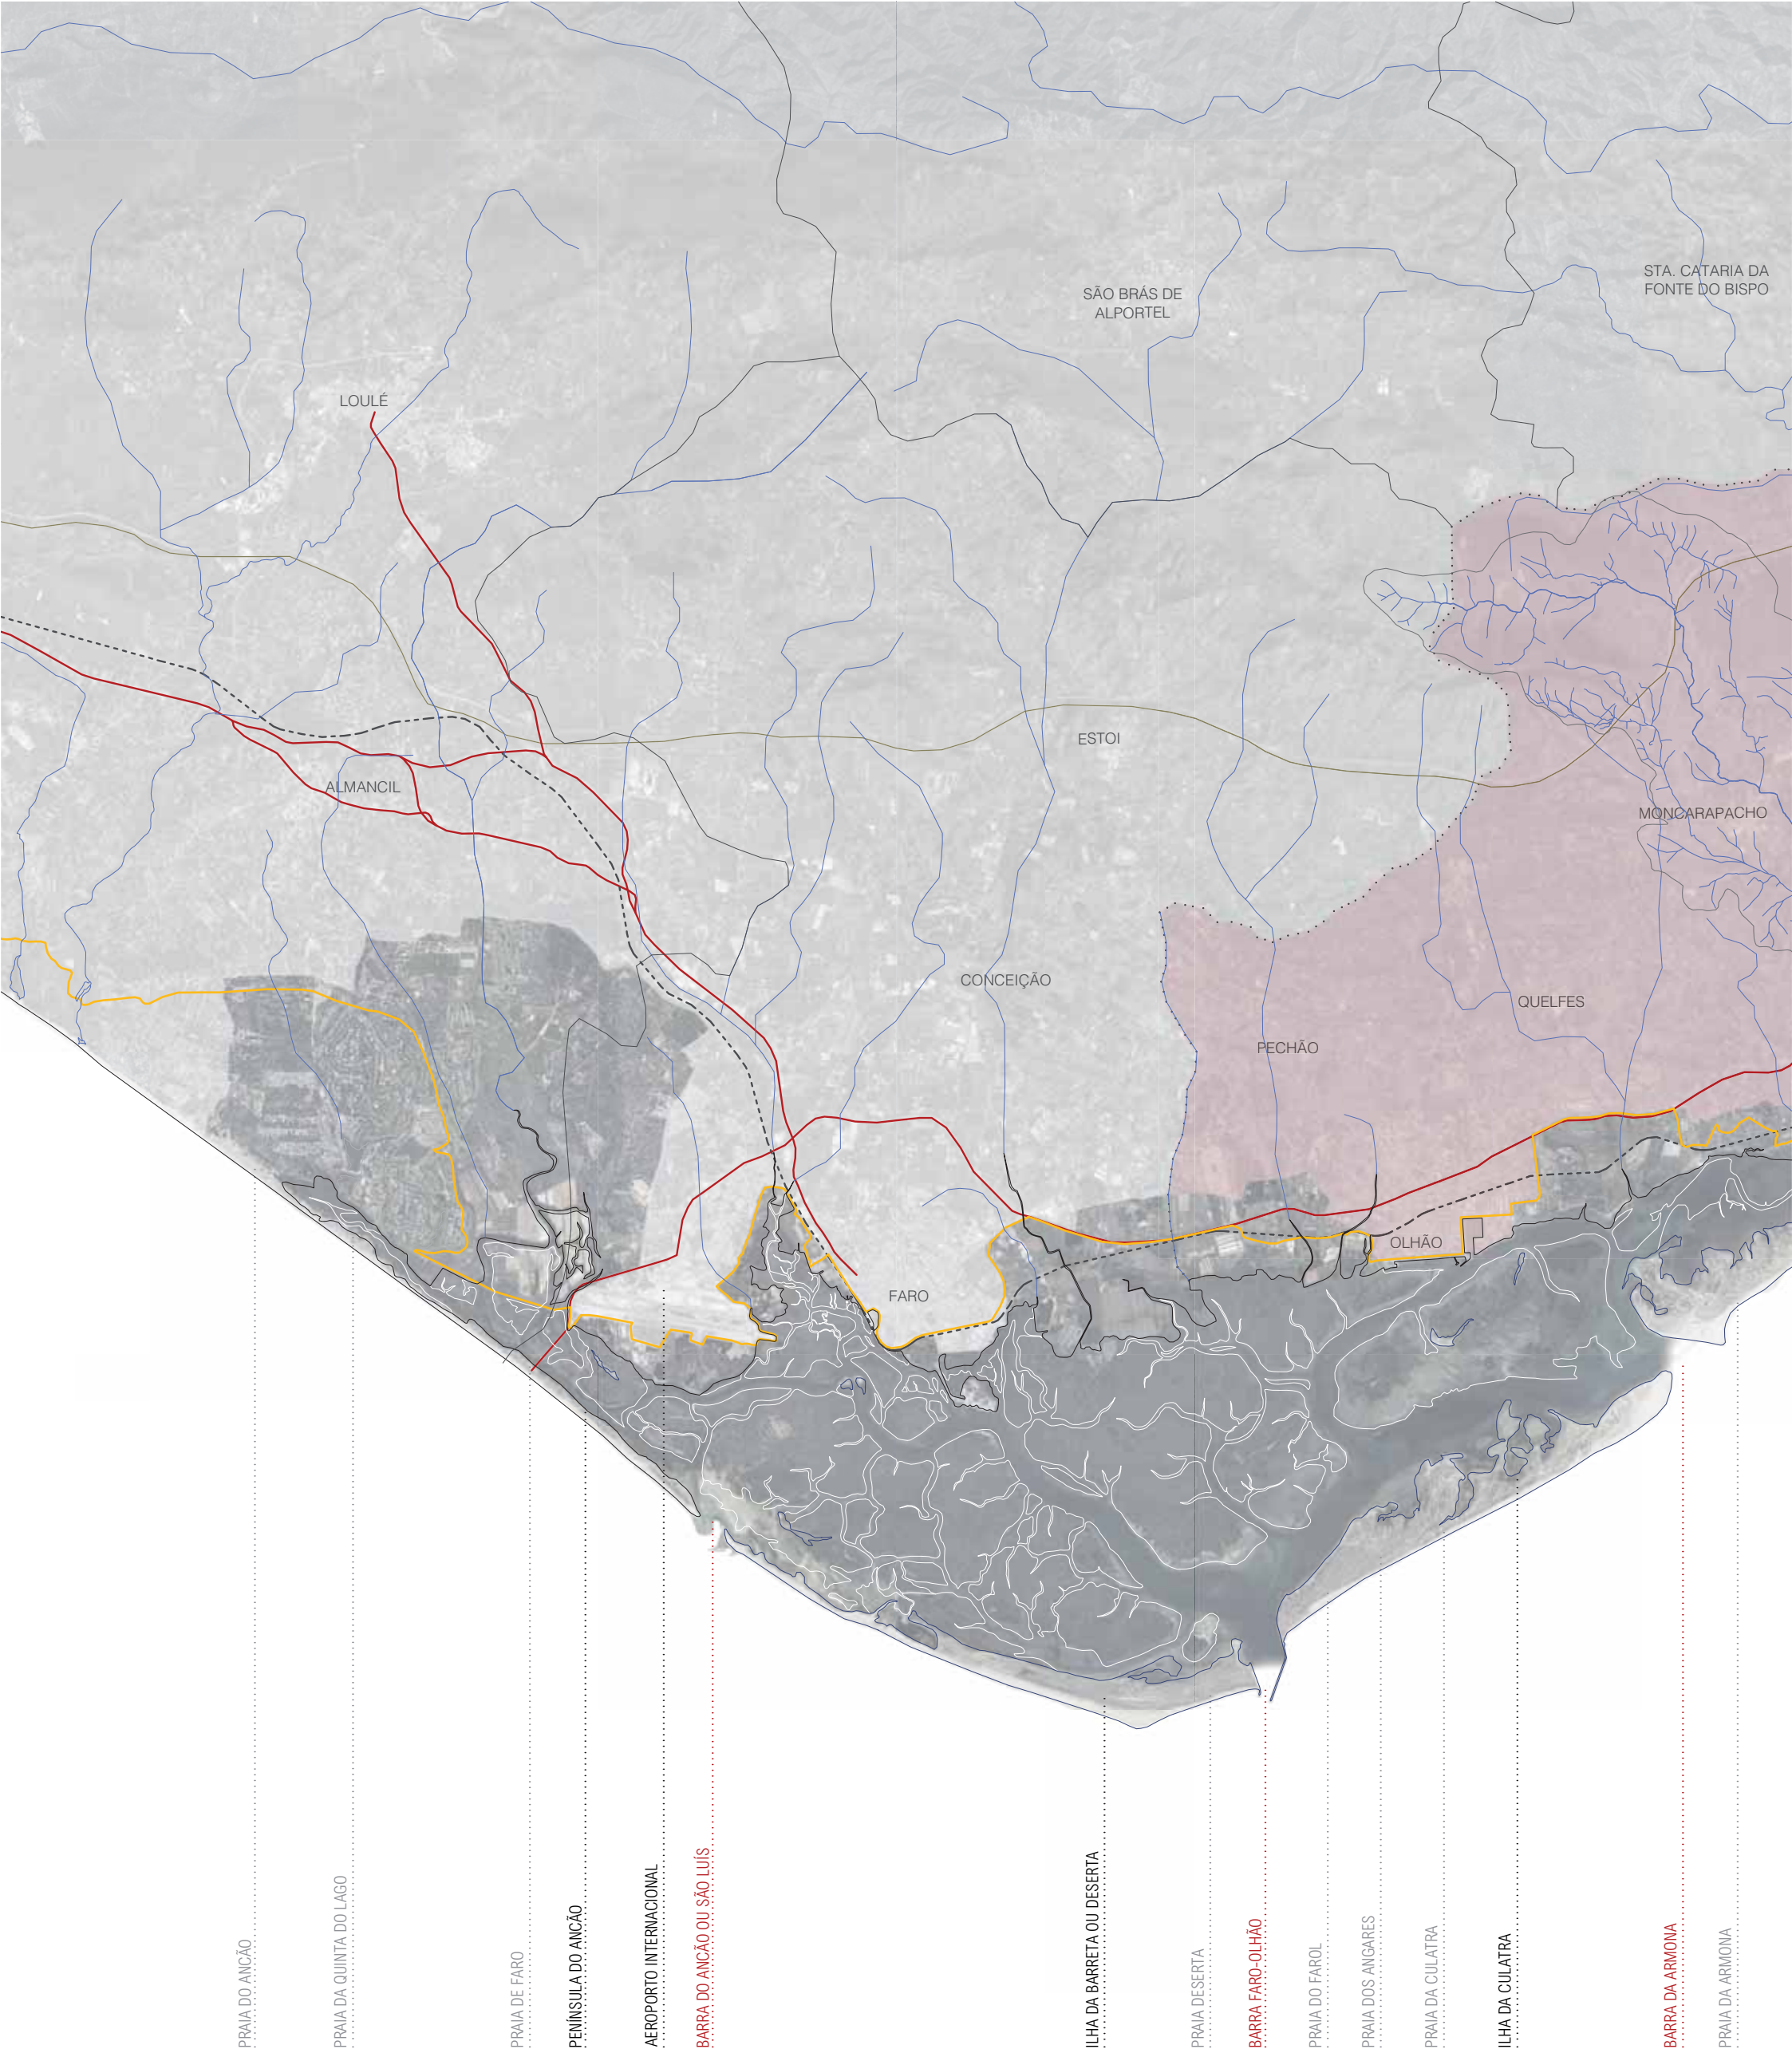 STA. CATARIA DA
FONTE DO BISPO
SÃO BRÁS DE
ALPORTEL
LOULÉ
ESTOI
ALMANCIL
MONCARAPACHO
CONCEIÇÃO
QUELFES
PECHÃO
OLHÃO
FARO
PRAIA DO ANCÃO
PRAIA DA QUINTA DO LAGO
PRAIA DE FARO
PENÍNSULA DO ANCÃO
AEROPORTO INTERNACIONAL
BARRA DO ANCÃO OU SÃO LUÍS
ILHA DA BARRETA OU DESERTA
PRAIA DESERTA
BARRA FARO-OLHÃO
PRAIA DO FAROL
PRAIA DOS ANGARES
PRAIA DA CULATRA
ILHA DA CULATRA
BARRA DA ARMONA
PRAIA DA ARMONA